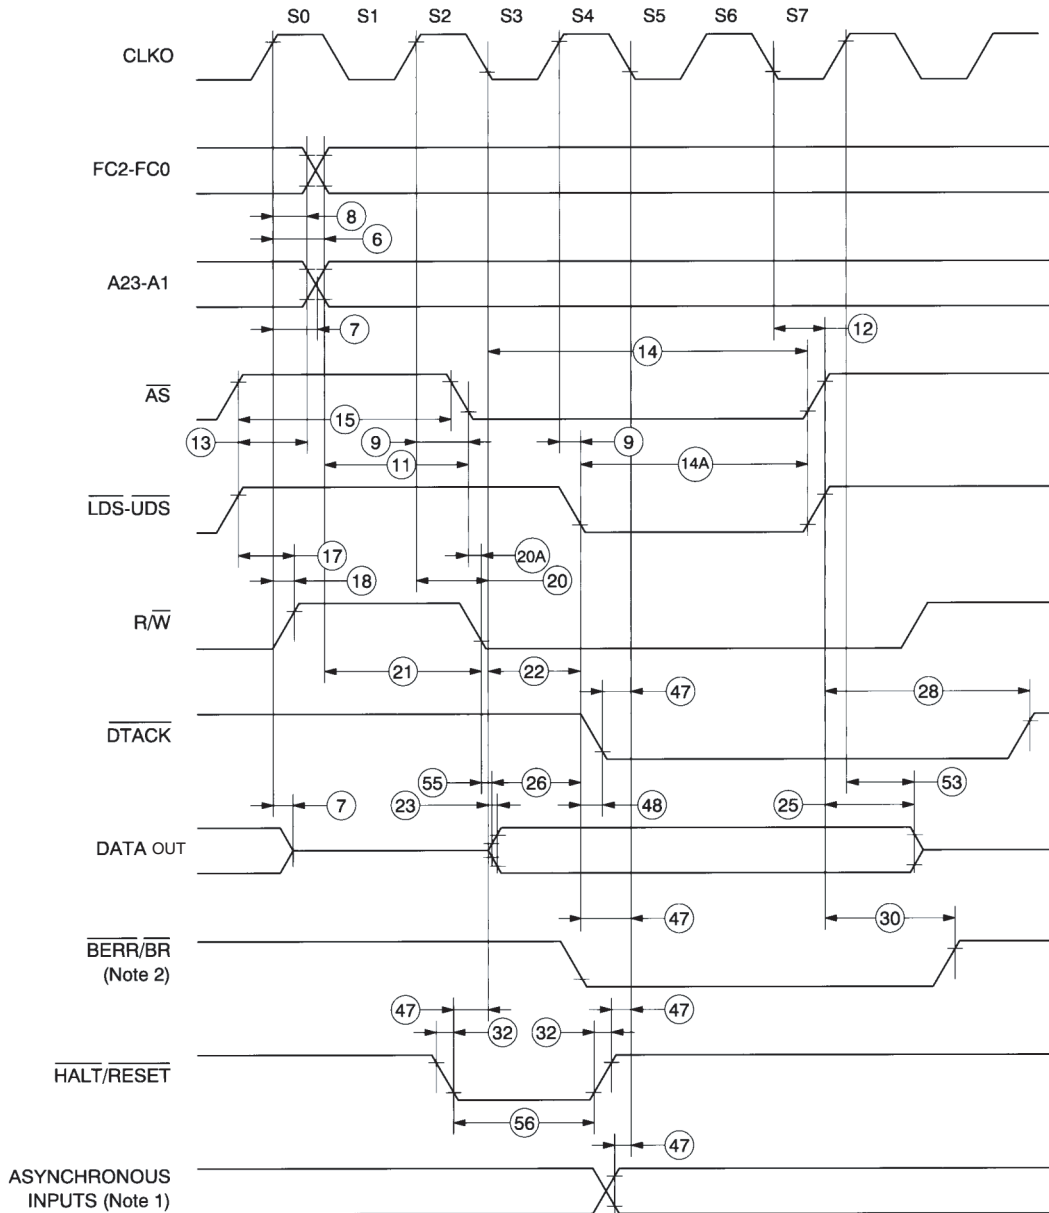 S0 S1 S2 S3 S4 S5 S6 S7
CLKO
FC2-FC0
8
6
A23-A1
7
12
14
AS
15
13
9
9
11
14A
LDS-UDS
17
20A
18
20
R/W
21
22
47
28
DTACK
55
26
53
7
23
48
25
DATA OUT
47
30
BERR/BR
(Note 2)
47
47
32
32
HALT/RESET
56
47
ASYNCHRONOUS
INPUTS (Note 1)